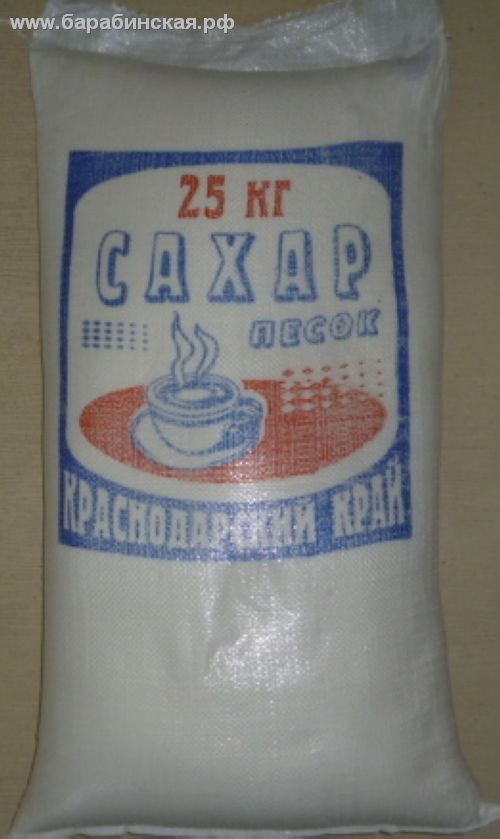 www.барабинская.рф
25 КГ
САХАР
ПЕСОК
КРАСНОДАРСКИЙ КРАЙ